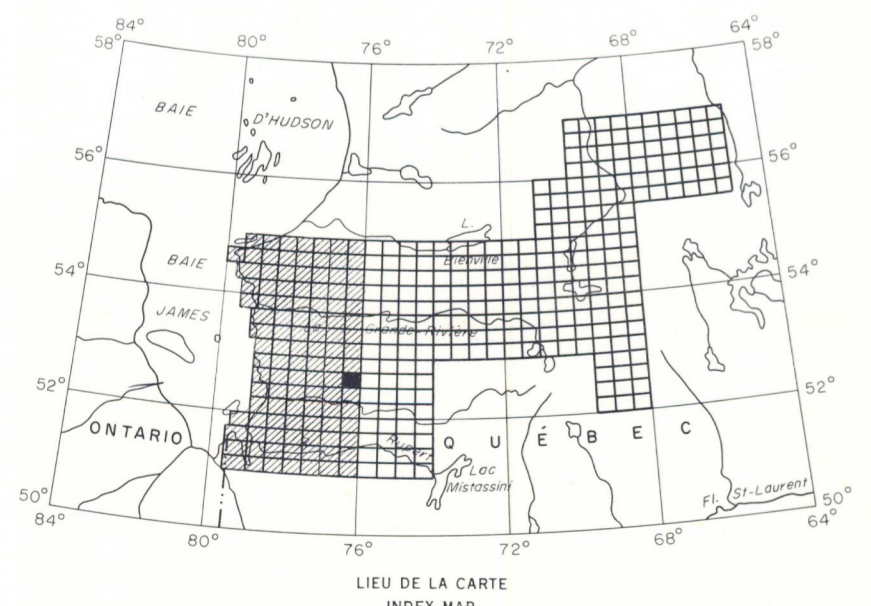 84° 80° 76° 72° 68° 64°
58° 58°
BAIE
D'HUDSON
56° 56°
L.
Bienville
BAIE
54° 54°
JAMES
La Grande Rivière
52° 52°
ONTARIO
Rupert
QUÉBEC
Lac
Mistassini
Fl. St-Laurent
50° 50°
84° 80° 76° 72° 68° 64°
LIEU DE LA CARTE
INDEX MAP